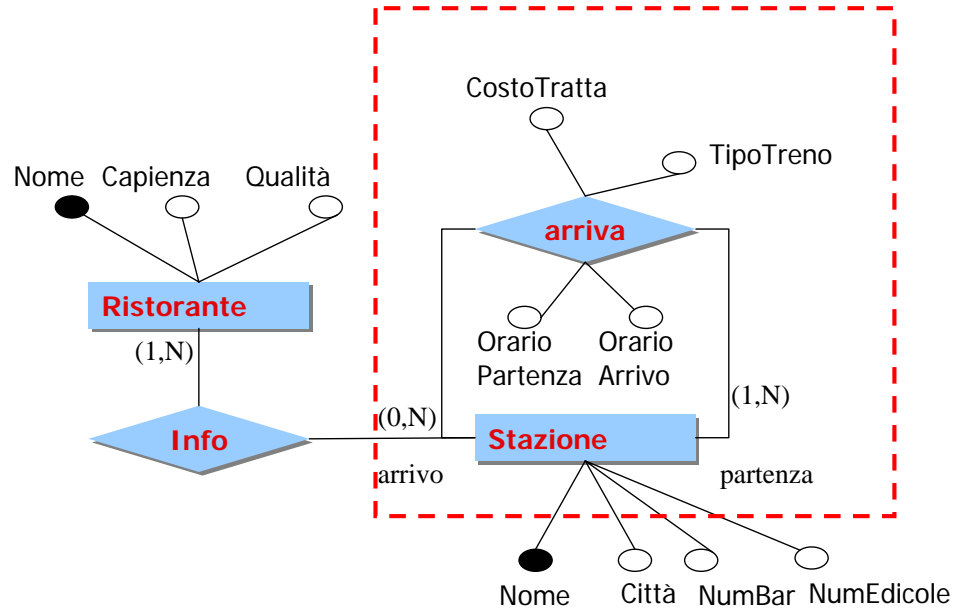 CostoTratta
TipoTreno
Nome Capienza Qualità
arriva
Ristorante
(1,N)
Orario
Partenza
Orario
Arrivo
(1,N)
(0,N)
Info
Stazione
arrivo
partenza
Nome Città NumBar NumEdicole